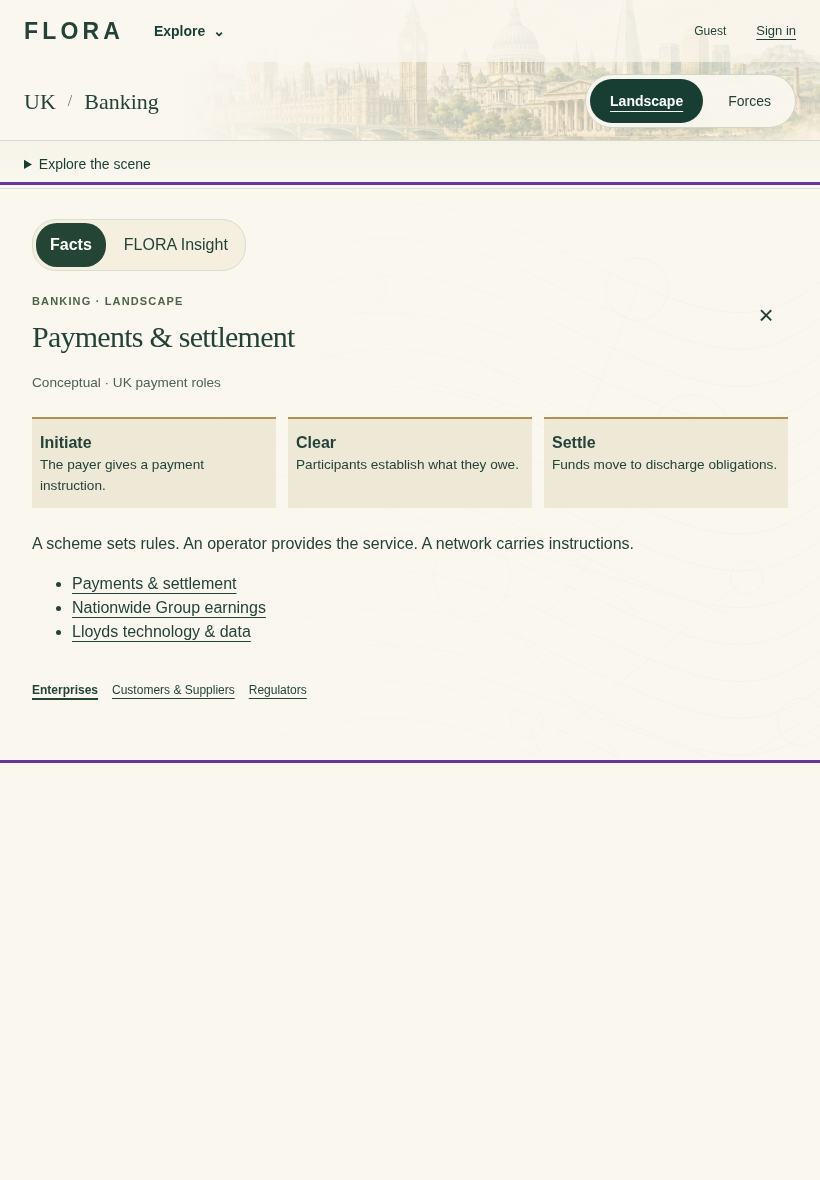 FLORA
Explore
Guest
Sign in
UK / Banking
Landscape
Forces
Explore the scene
Facts
FLORA Insight
BANKING · LANDSCAPE
Payments & settlement
Conceptual · UK payment roles
Initiate
The payer gives a payment
instruction.
Clear
Participants establish what they owe.
Settle
Funds move to discharge obligations.
A scheme sets rules. An operator provides the service. A network carries instructions.
Payments & settlement
Nationwide Group earnings
Lloyds technology & data
Enterprises
Customers & Suppliers
Regulators